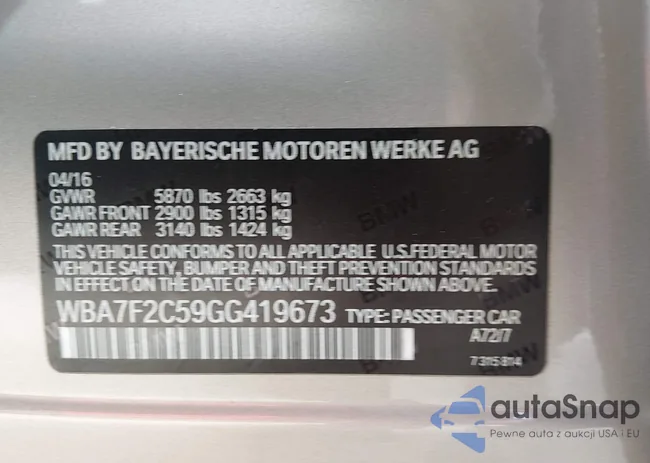 MFD BY BAYERISCHE MOTOREN WERKE AG
04/16
GVWR 5870 lbs 2663 kg
GAWR FRONT 2900 lbs 1315 kg
GAWR REAR 3140 lbs 1424 kg
THIS VEHICLE CONFORMS TO ALL APPLICABLE U.S.FEDERAL MOTOR
VEHICLE SAFETY, BUMPER AND THEFT PREVENTION STANDARDS
IN EFFECT ON THE DATE OF MANUFACTURE SHOWN ABOVE.
WBA7F2C59GG419673 TYPE: PASSENGER CAR
A72/7
7 315 814
autaSnap
Pewne auta z aukcji USA i EU